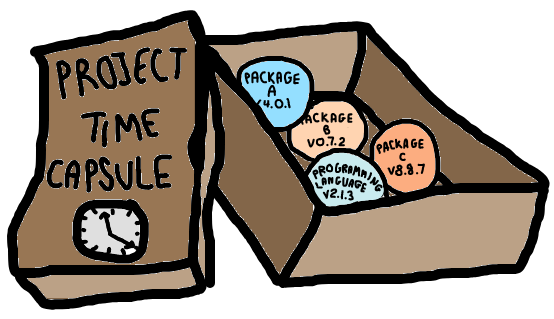 PROJECT
TIME
CAPSULE
PACKAGE
A
V4.0.1
PACKAGE
B
V0.7.2
PACKAGE
C
V8.8.7
PROGRAMMING
LANGUAGE
V2.1.3